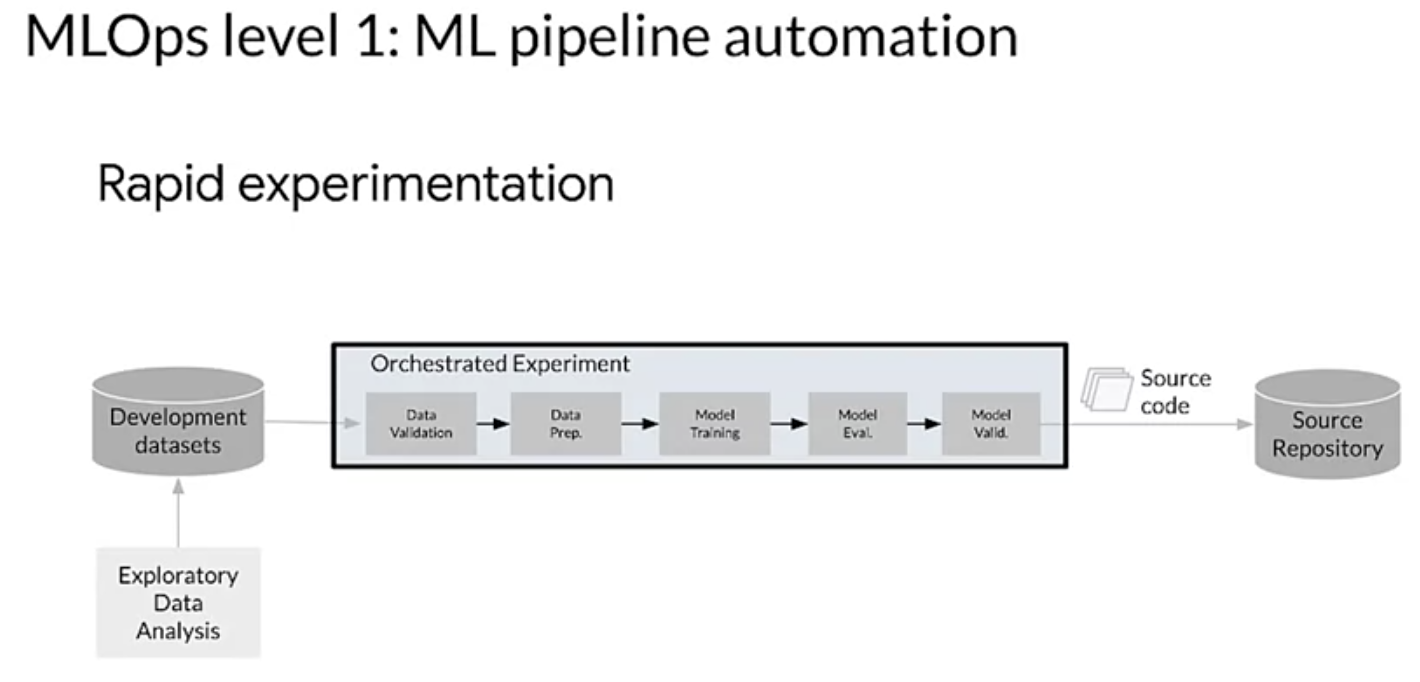 MLOps level 1: ML pipeline automation
Rapid experimentation
Orchestrated Experiment
Development
datasets
Data
Validation
Data
Prep.
Model
Training
Model
Eval.
Model
Valid.
Source
code
Source
Repository
Exploratory
Data
Analysis